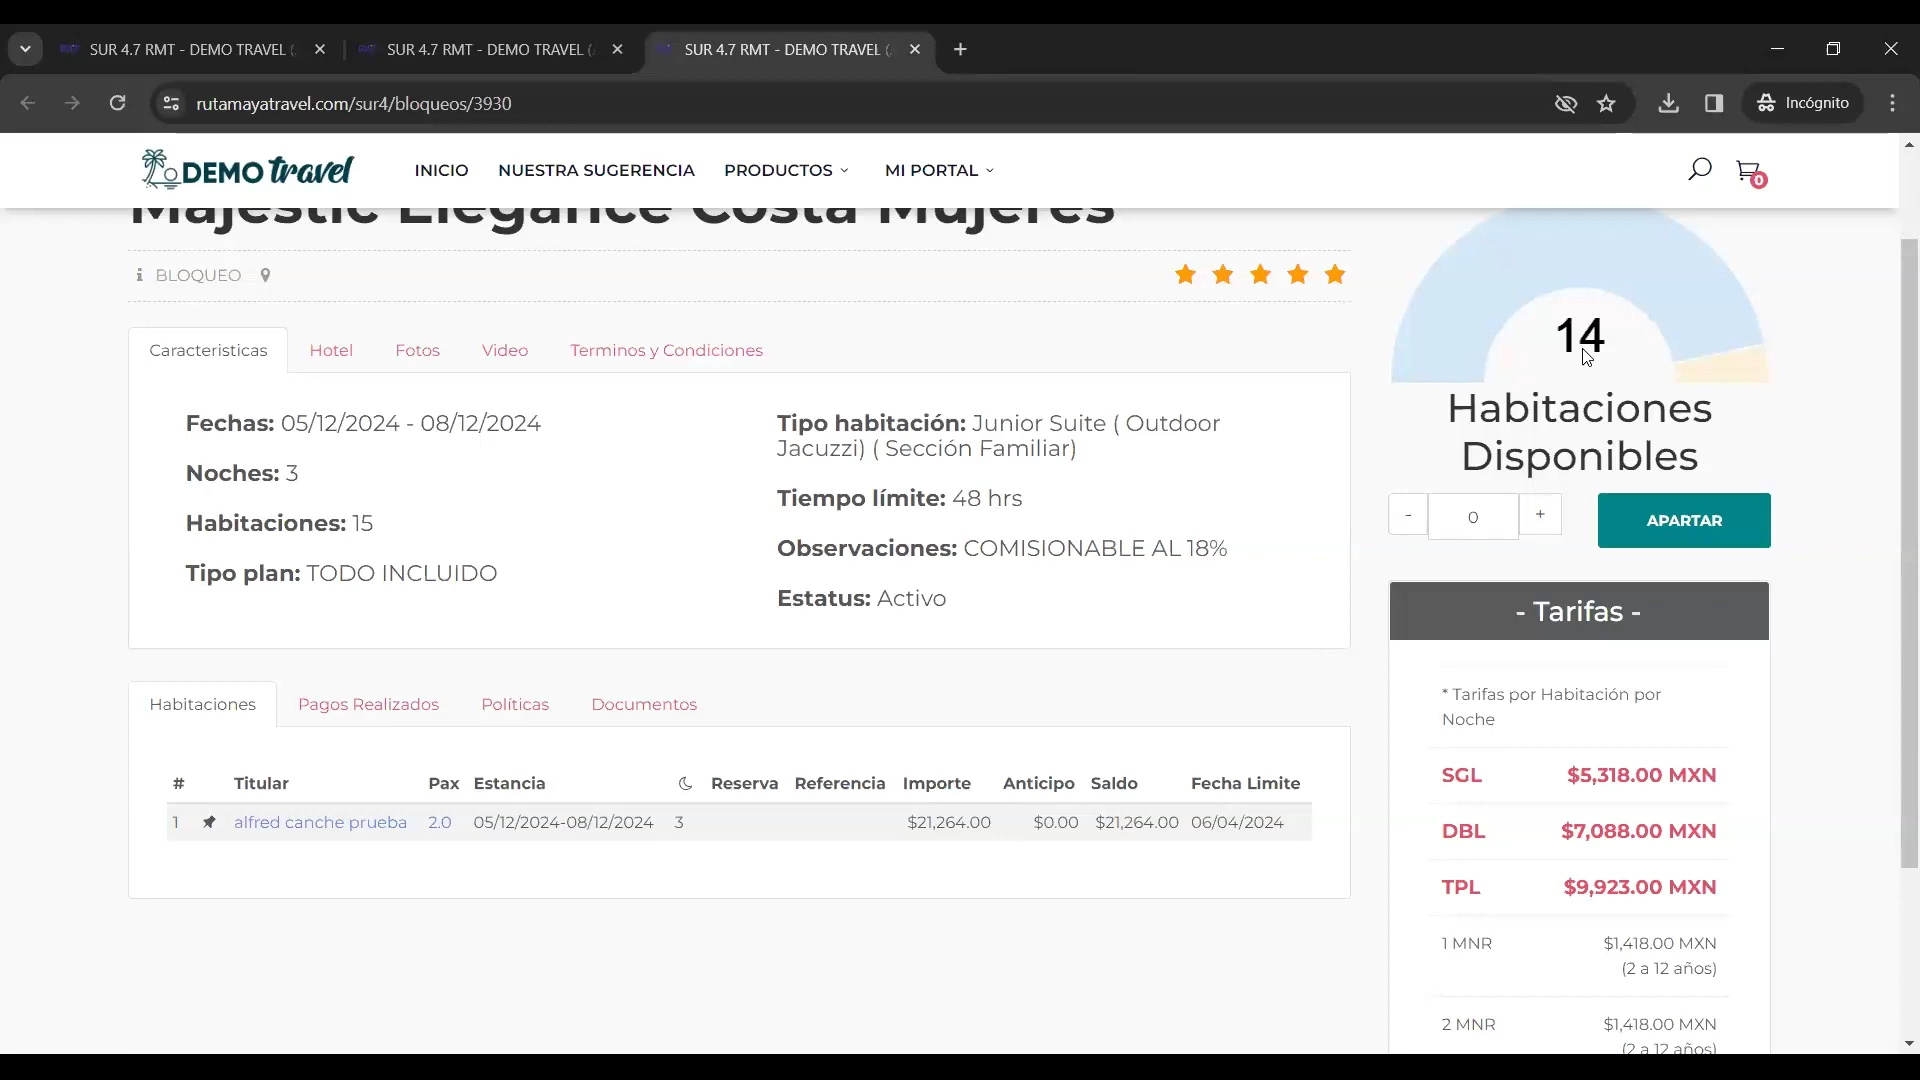 SUR 4.7 RMT - DEMO TRAVEL (
SUR 4.7 RMT - DEMO TRAVEL (
SUR 4.7 RMT - DEMO TRAVEL (
rutamayatravel.com/sur4/bloqueos/3930
Incógnito
DEMO travel
INICIO
NUESTRA SUGERENCIA
PRODUCTOS
MI PORTAL
0
Majestic Elegance Costa Mujeres
BLOQUEO
Caracteristicas
Hotel
Fotos
Video
Terminos y Condiciones
Fechas: 05/12/2024 - 08/12/2024
Noches: 3
Habitaciones: 15
Tipo plan: TODO INCLUIDO
Tipo habitación: Junior Suite ( Outdoor
Jacuzzi) ( Sección Familiar)
Tiempo límite: 48 hrs
Observaciones: COMISIONABLE AL 18%
Estatus: Activo
14
Habitaciones
Disponibles
- 0 +
APARTAR
- Tarifas -
* Tarifas por Habitación por
Noche
SGL $5,318.00 MXN
DBL $7,088.00 MXN
TPL $9,923.00 MXN
1 MNR $1,418.00 MXN
(2 a 12 años)
2 MNR $1,418.00 MXN
(2 a 12 años)
Habitaciones
Pagos Realizados
Políticas
Documentos
# Titular Pax Estancia Reserva Referencia Importe Anticipo Saldo Fecha Limite
1 alfred canche prueba 2.0 05/12/2024-08/12/2024 3 $21,264.00 $0.00 $21,264.00 06/04/2024